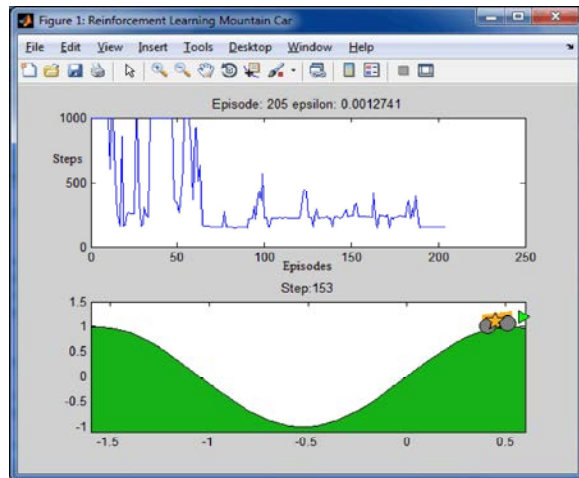 Figure 1: Reinforcement Learning Mountain Car
File Edit View Insert Tools Desktop Window Help
Episode: 205 epsilon: 0.0012741
1000
Steps
500
0
0 50 100 150 200 250
Episodes
Step:153
1.5
1
0.5
0
-0.5
-1
-1.5 -1 -0.5 0 0.5